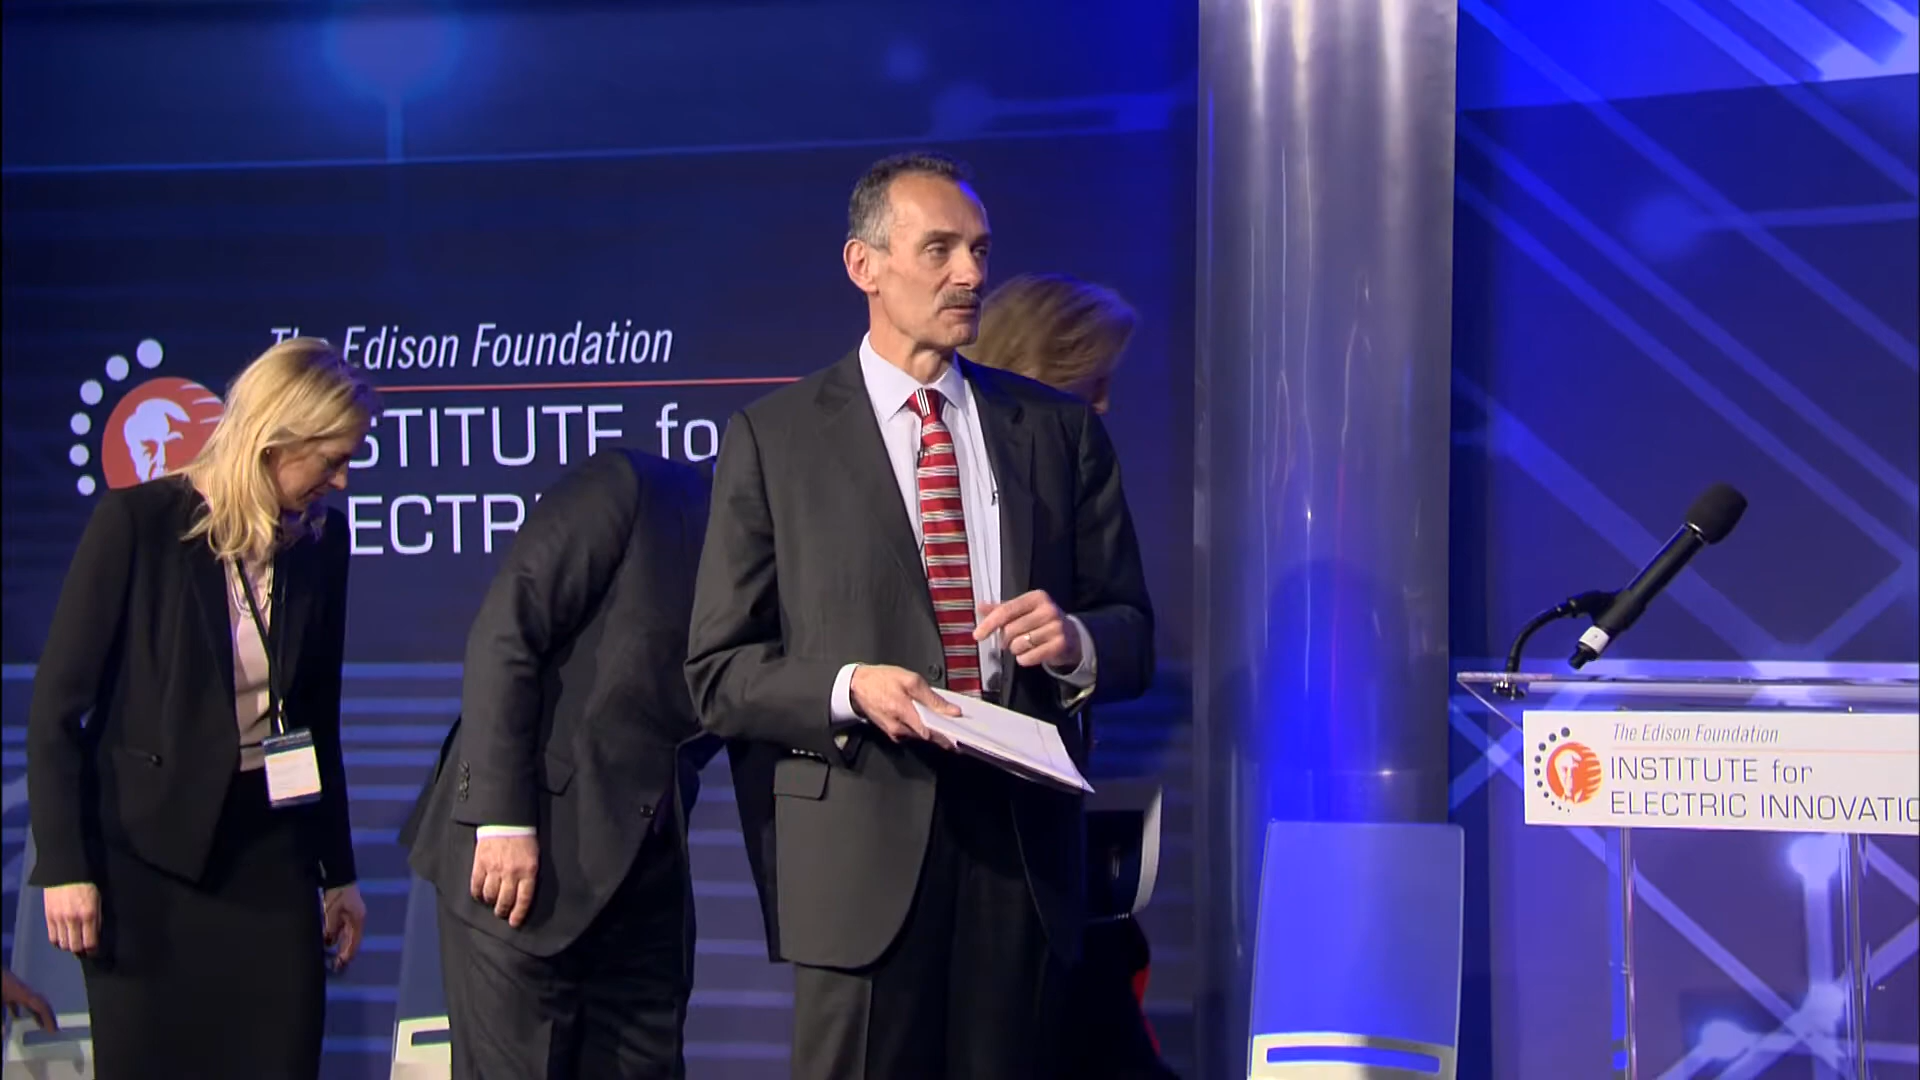 The Edison Foundation
STITUTE fo
ECTR
The Edison Foundation
INSTITUTE for
ELECTRIC INNOVATIO